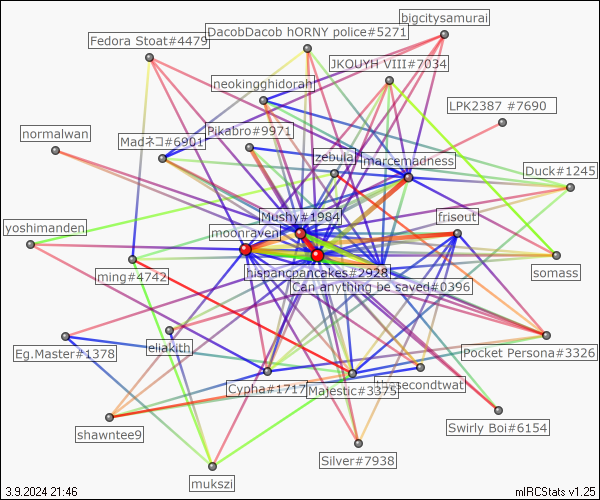 bigcitysamurai
DacobDacob hORNY police#5271
Fedora Stoat#4479
JKOUYH VIII#7034
neokingghidorah
LPK2387 #7690
normalwan
Madネコ#6901
Pikabro#9971
zebula
marcemadness
Duck#1245
Mushy#1984
frisout
yoshimanden
moonraven
ming#4742
hispanicpancakes#2928
somass
Can anything be saved#0396
Eg.Master#1378
eliakith
Pocket Persona#3326
Cypha#1717
Majestic#3375
shawntee9
Swirly Boi#6154
Silver#7938
mukszi
3.9.2024 21:46
mIRCStats v1.25